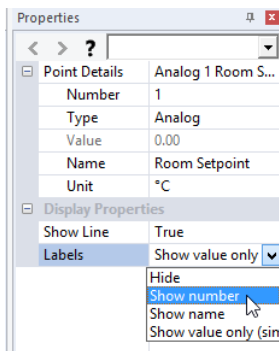 Properties
?
Point Details Analog 1 Room S...
Number 1
Type Analog
Value 0.00
Name Room Setpoint
Unit °C
Display Properties
Show Line True
Labels Show value only
Hide
Show number
Show name
Show value only (sim